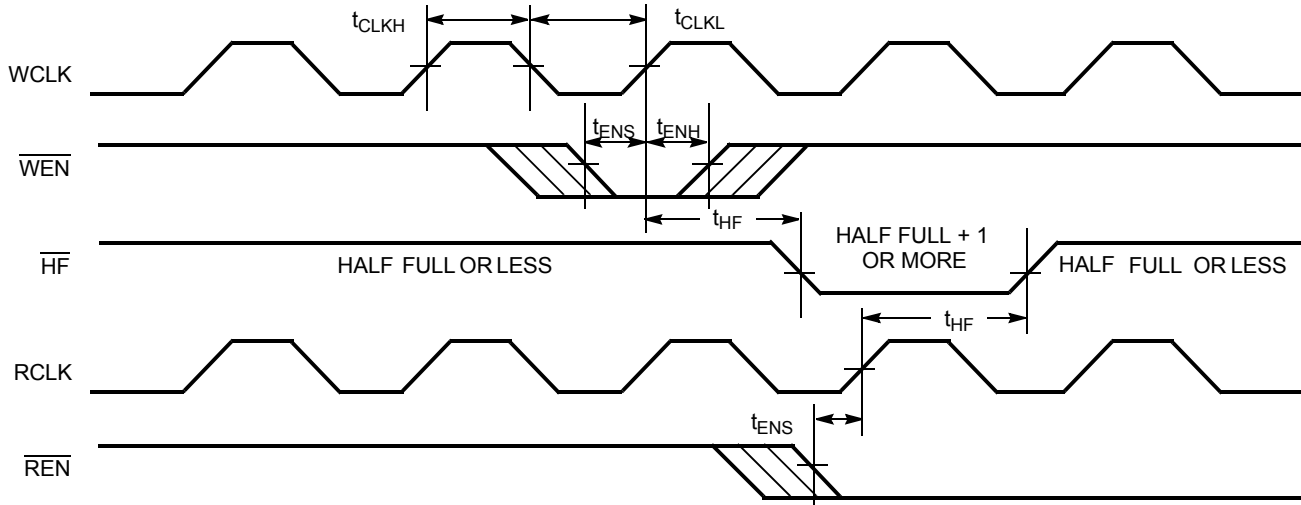 tCLKH
tCLKL
WCLK
tENS
tENH
WEN
tHF
HF
HALF FULL OR LESS
HALF FULL + 1
OR MORE
HALF FULL OR LESS
tHF
RCLK
tENS
REN